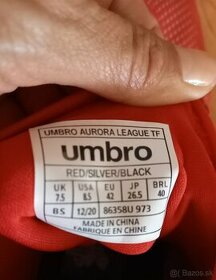 UMBRO AURORA LEAGUE TF
umbro
RED/SILVER/BLACK
UK USA EU JP BRL
7.5 8.5 42 26.5 40
BS 12/20 86358U 973
MADE IN CHINA
FABRIQUE EN CHINE
bazos.sk